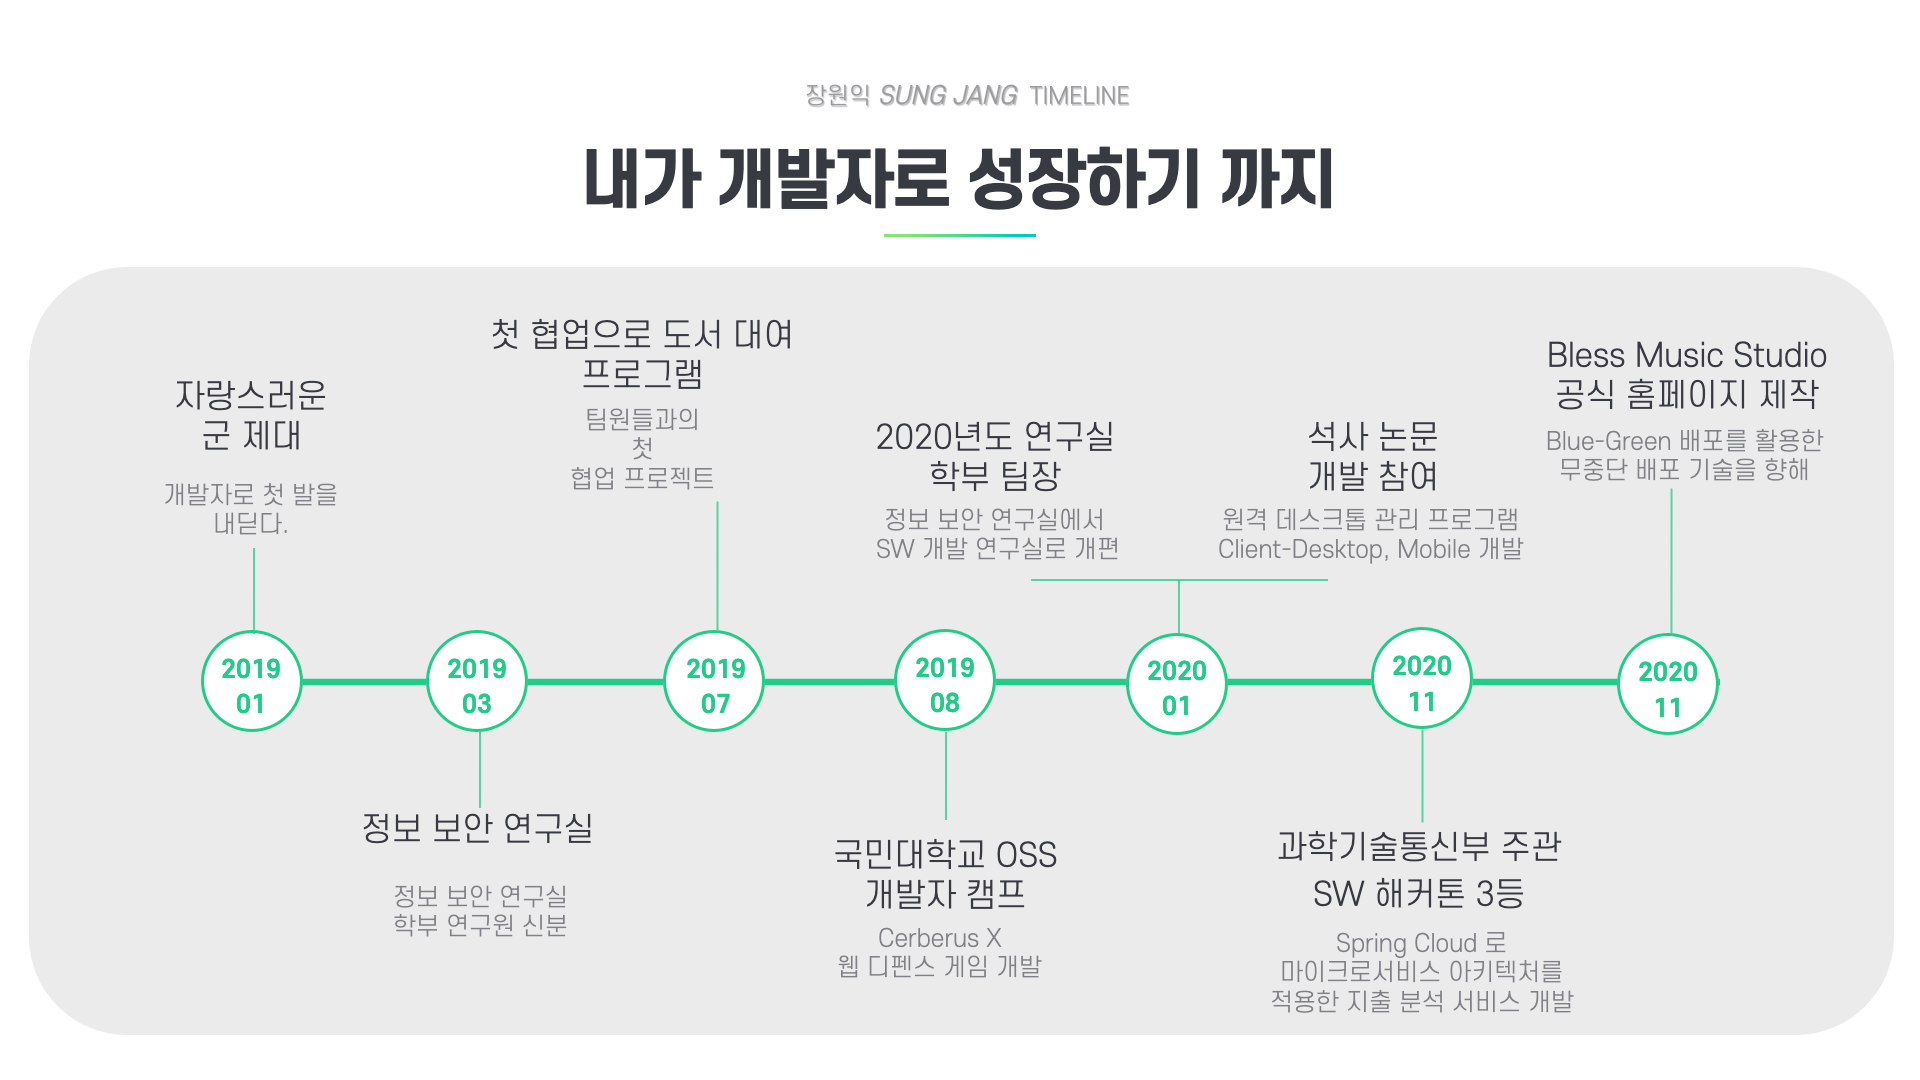 장원익 SUNG JANG TIMELINE
내가 개발자로 성장하기 까지
자랑스러운
군 제대
개발자로 첫 발을
내딛다.
2019
01
2019
03
정보 보안 연구실
정보 보안 연구실
학부 연구원 신분
첫 협업으로 도서 대여
프로그램
팀원들과의
첫
협업 프로젝트
2019
07
2019
08
국민대학교 OSS
개발자 캠프
Cerberus X
웹 디펜스 게임 개발
2020년도 연구실
학부 팀장
정보 보안 연구실에서
SW 개발 연구실로 개편
석사 논문
개발 참여
원격 데스크톱 관리 프로그램
Client-Desktop, Mobile 개발
2020
01
2020
11
과학기술통신부 주관
SW 해커톤 3등
Spring Cloud 로
마이크로서비스 아키텍처를
적용한 지출 분석 서비스 개발
Bless Music Studio
공식 홈페이지 제작
Blue-Green 배포를 활용한
무중단 배포 기술을 향해
2020
11